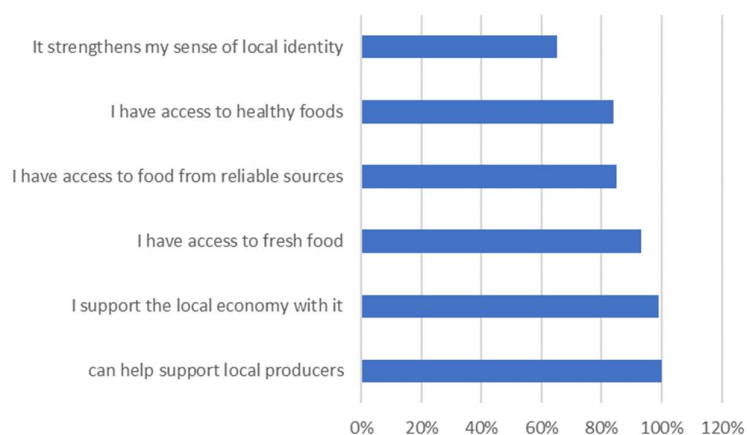 It strengthens my sense of local identity
I have access to healthy foods
I have access to food from reliable sources
I have access to fresh food
I support the local economy with it
can help support local producers
0% 20% 40% 60% 80% 100% 120%